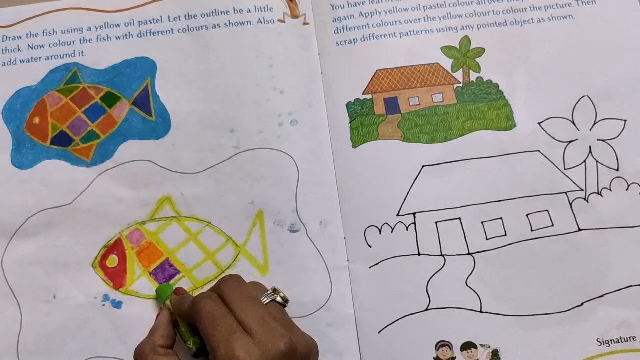 Draw the fish using a yellow oil pastel. Let the outline be a little
thick. Now colour the fish with different colours as shown. Also
add water around it.
You have
again. Apply yellow oil pastel colour all over
different colours over the yellow colour to colour the picture. Then
scrap different patterns using any pointed object as shown.
Signature